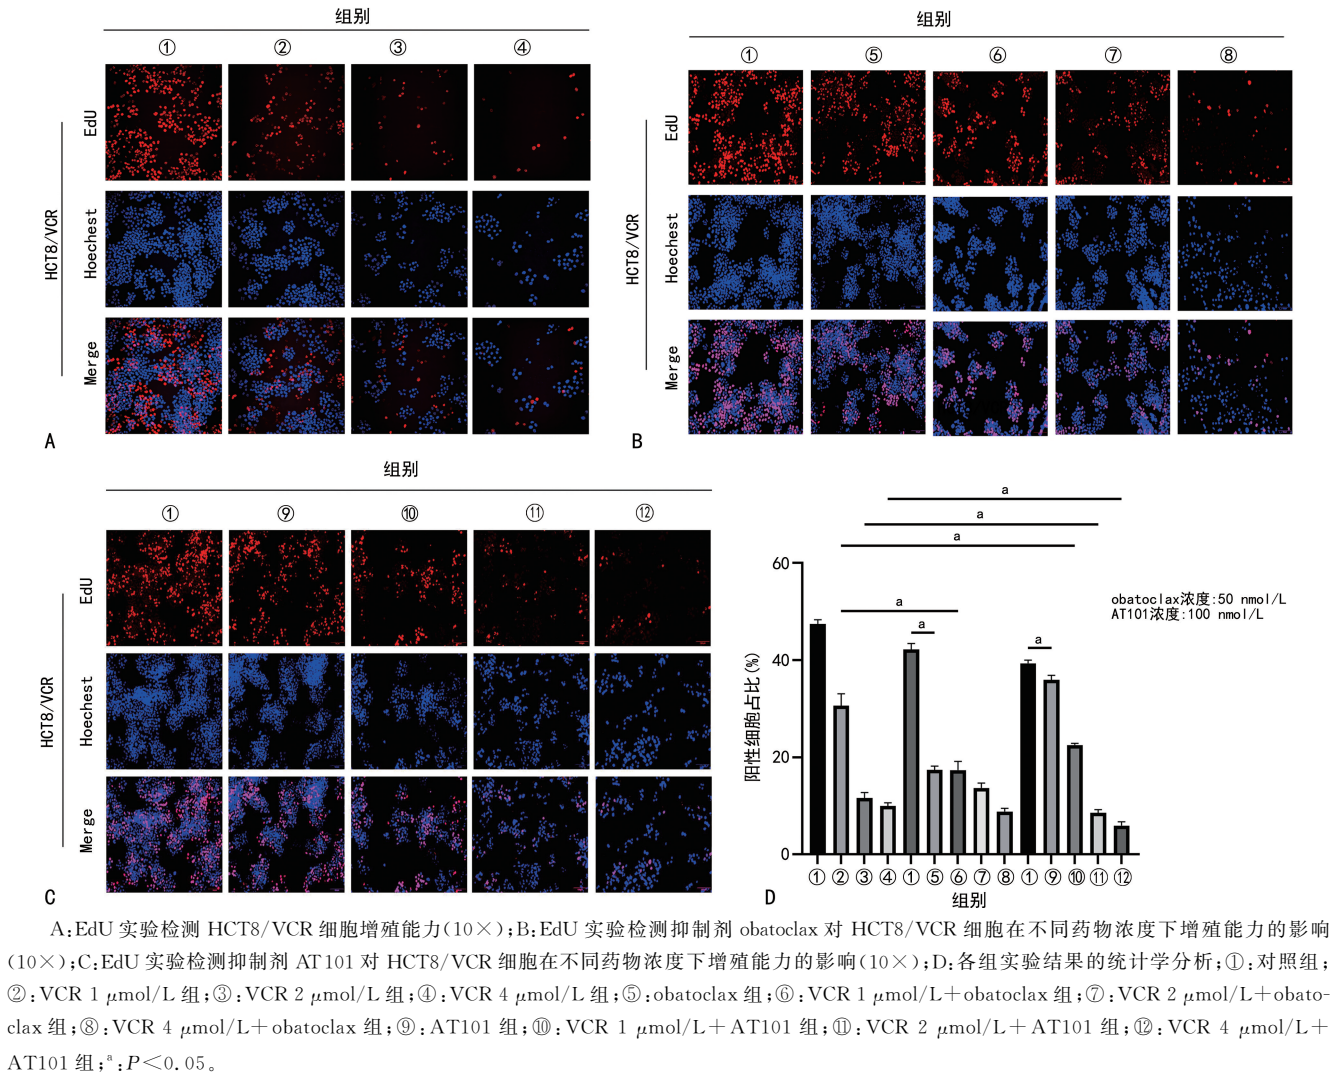 组别
① ② ③ ④
EdU
Hoechest
Merge
HCT8/VCR
A
组别
① ⑤ ⑥ ⑦ ⑧
EdU
Hoechest
Merge
HCT8/VCR
B
组别
① ⑨ ⑩ ⑪ ⑫
EdU
Hoechest
Merge
HCT8/VCR
C
a
a
a
a
a
a
60
40
20
0
阳性细胞占比(%)
obatoclax浓度:50 nmol/L
AT101浓度:100 nmol/L
① ② ③ ④ ① ⑤ ⑥ ⑦ ⑧ ① ⑨ ⑩ ⑪ ⑫
组别
D
A:EdU 实验检测 HCT8/VCR 细胞增殖能力(10×);B:EdU 实验检测抑制剂 obatoclax 对 HCT8/VCR 细胞在不同药物浓度下增殖能力的影响
(10×);C:EdU 实验检测抑制剂 AT101 对 HCT8/VCR 细胞在不同药物浓度下增殖能力的影响(10×);D:各组实验结果的统计学分析;①:对照组;
②:VCR 1 μmol/L 组;③:VCR 2 μmol/L 组;④:VCR 4 μmol/L 组;⑤:obatoclax 组;⑥:VCR 1 μmol/L+obatoclax 组;⑦:VCR 2 μmol/L+obato-
clax 组;⑧:VCR 4 μmol/L+obatoclax 组;⑨:AT101 组;⑩:VCR 1 μmol/L+AT101 组;⑪:VCR 2 μmol/L+AT101 组;⑫:VCR 4 μmol/L+
AT101 组;ᵃ:P<0.05。